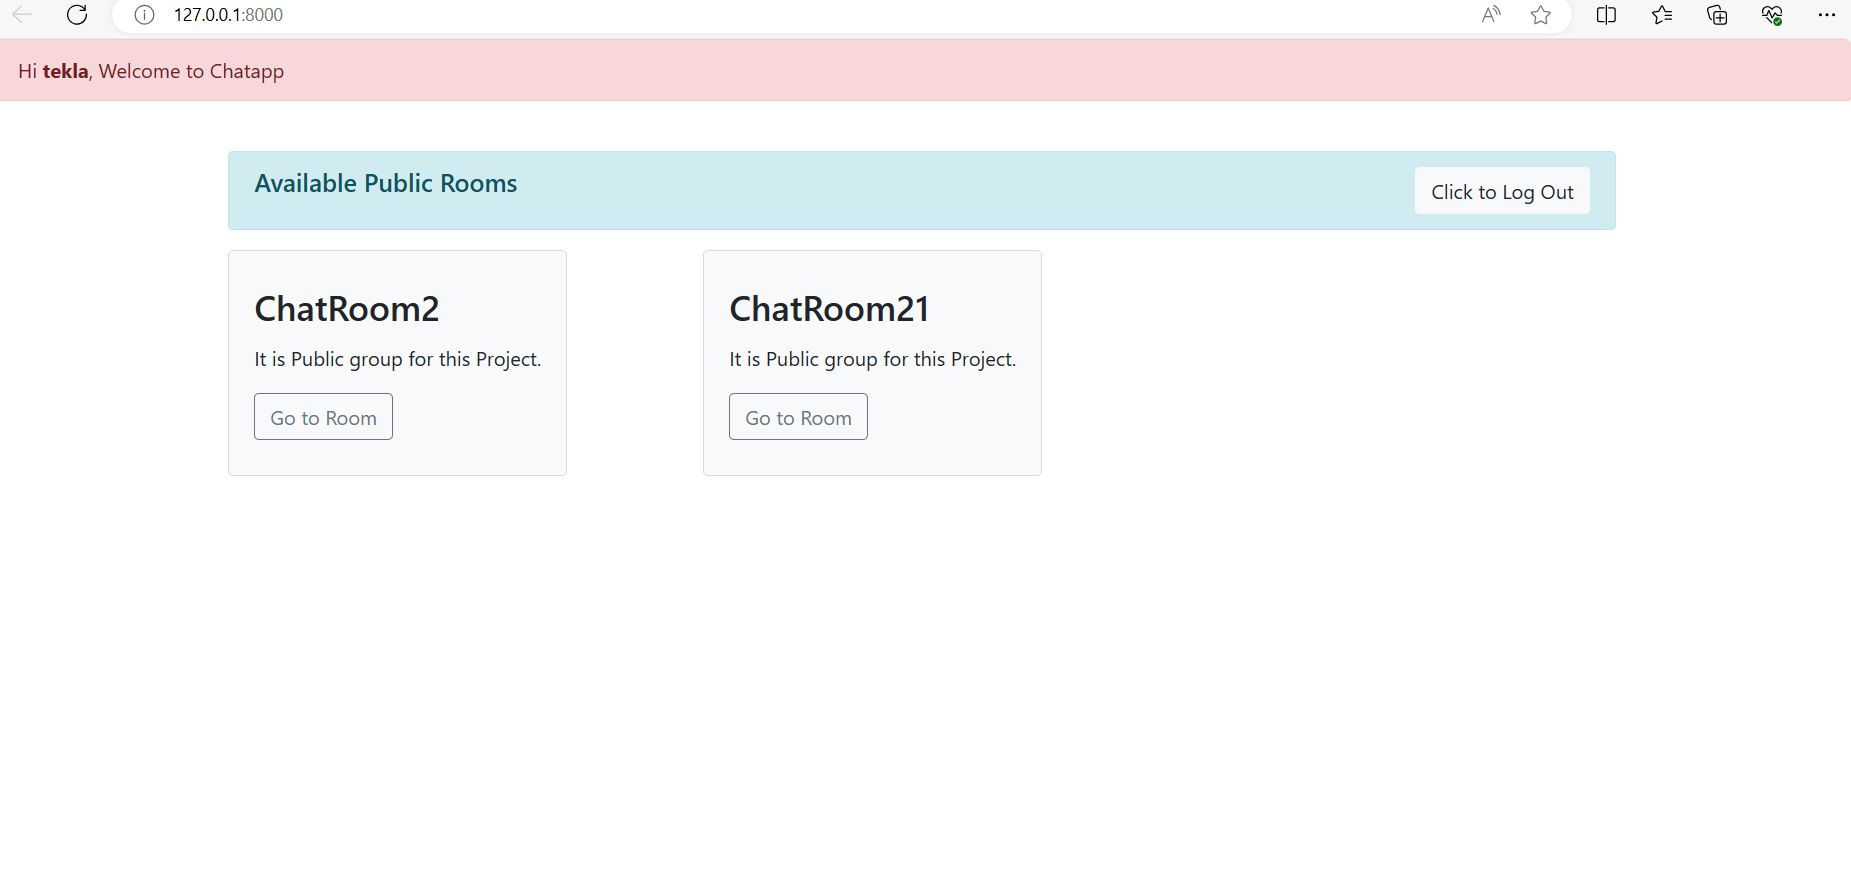 127.0.0.1:8000
Hi tekla, Welcome to Chatapp
Available Public Rooms
Click to Log Out
ChatRoom2
It is Public group for this Project.
Go to Room
ChatRoom21
It is Public group for this Project.
Go to Room